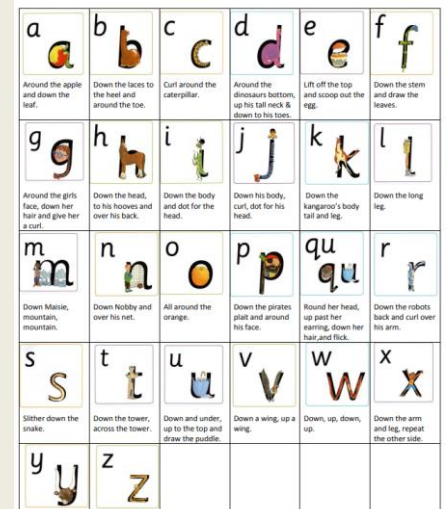 a
b
c
d
e
f
Around the apple
and down the
leaf.
Down the laces to
the heel and
around the toe.
Curl around the
caterpillar.
Around the
dinosaurs bottom,
up his tall neck &
down to his toes.
Lift off the top
and scoop out the
egg.
Down the stem
and draw the
leaves.
g
h
i
j
k
l
Around the girls
face, down her
hair and give her
a curl.
Down the head,
to his hooves and
over his back.
Down the body
and dot for the
head.
Down his body,
curl, dot for his
head.
Down the
kangaroo's body
tail and leg.
Down the long
leg.
m
n
o
p
qu
r
Down Maisie,
mountain,
mountain.
Down Nobby and
over his net.
All around the
orange.
Down the pirates
plait and around
his face.
Round her head,
up past her
earring, down her
hair,and flick.
Down the robots
back and curl over
his arm.
s
t
u
v
w
x
Slither down the
snake.
Down the tower,
across the tower.
Down and under,
up to the top and
draw the puddle.
Down a wing, up a
wing.
Down, up, down,
up.
Down the arm
and leg, repeat
the other side.
y
z